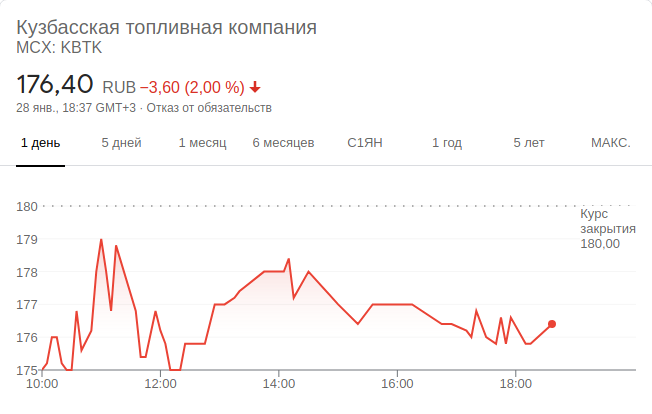 Кузбасская топливная компания
MCX: KBTK
176,40 RUB −3,60 (2,00 %)
28 янв., 18:37 GMT+3 · Отказ от обязательств
1 день 5 дней 1 месяц 6 месяцев С1ЯН 1 год 5 лет МАКС.
180
Курс
закрытия
180,00
179
178
177
176
175
10:00 12:00 14:00 16:00 18:00